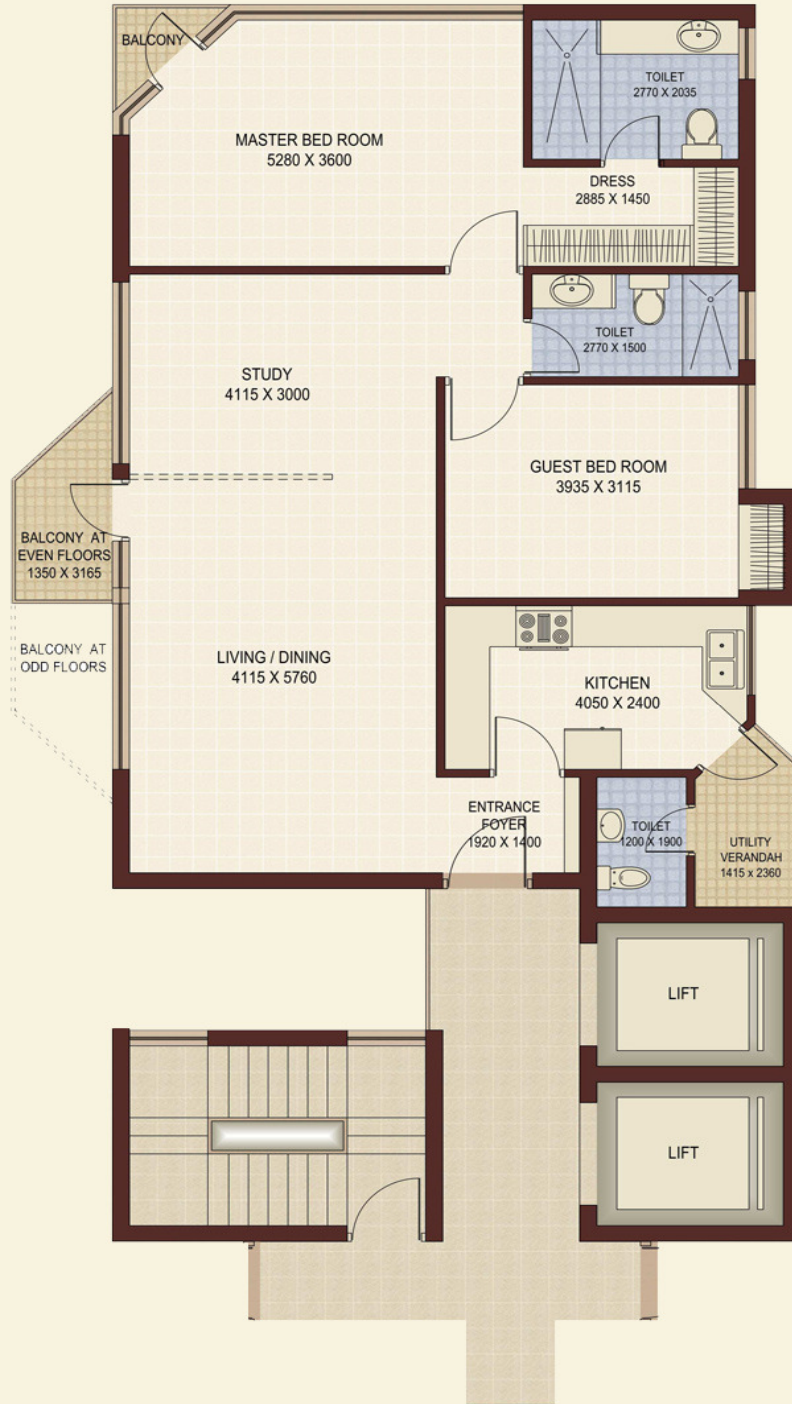 BALCONY
TOILET
2770 X 2035
MASTER BED ROOM
5280 X 3600
DRESS
2885 X 1450
TOILET
2770 X 1500
STUDY
4115 X 3000
GUEST BED ROOM
3935 X 3115
BALCONY AT
EVEN FLOORS
1350 X 3165
BALCONY AT
ODD FLOORS
LIVING / DINING
4115 X 5760
KITCHEN
4050 X 2400
ENTRANCE
FOYER
1920 X 1400
TOILET
1200 X 1900
UTILITY
VERANDAH
1415 x 2360
LIFT
LIFT